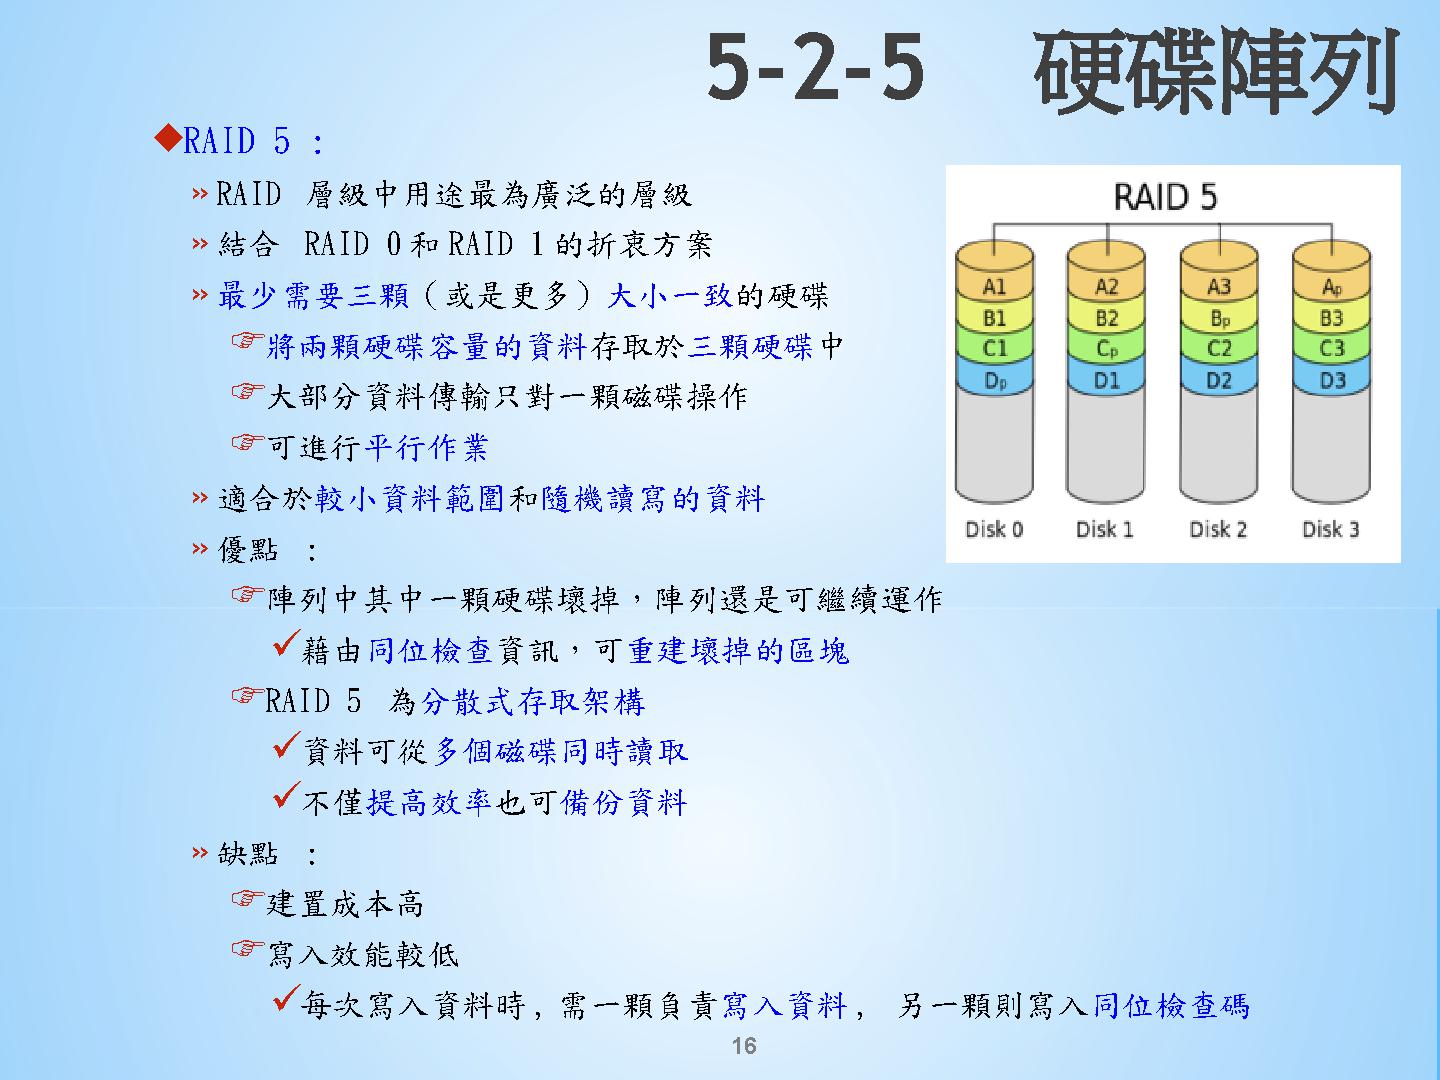 5-2-5 硬碟陣列
RAID 5 :
RAID 層級中用途最為廣泛的層級
結合 RAID 0和RAID 1的折衷方案
最少需要三顆（或是更多）大小一致的硬碟
將兩顆硬碟容量的資料存取於三顆硬碟中
大部分資料傳輸只對一顆磁碟操作
可進行平行作業
適合於較小資料範圍和隨機讀寫的資料
優點 :
陣列中其中一顆硬碟壞掉，陣列還是可繼續運作
藉由同位檢查資訊，可重建壞掉的區塊
RAID 5 為分散式存取架構
資料可從多個磁碟同時讀取
不僅提高效率也可備份資料
缺點 :
建置成本高
寫入效能較低
每次寫入資料時, 需一顆負責寫入資料, 另一顆則寫入同位檢查碼
RAID 5
A1 A2 A3 Ap
B1 B2 Bp B3
C1 Cp C2 C3
Dp D1 D2 D3
Disk 0 Disk 1 Disk 2 Disk 3
16